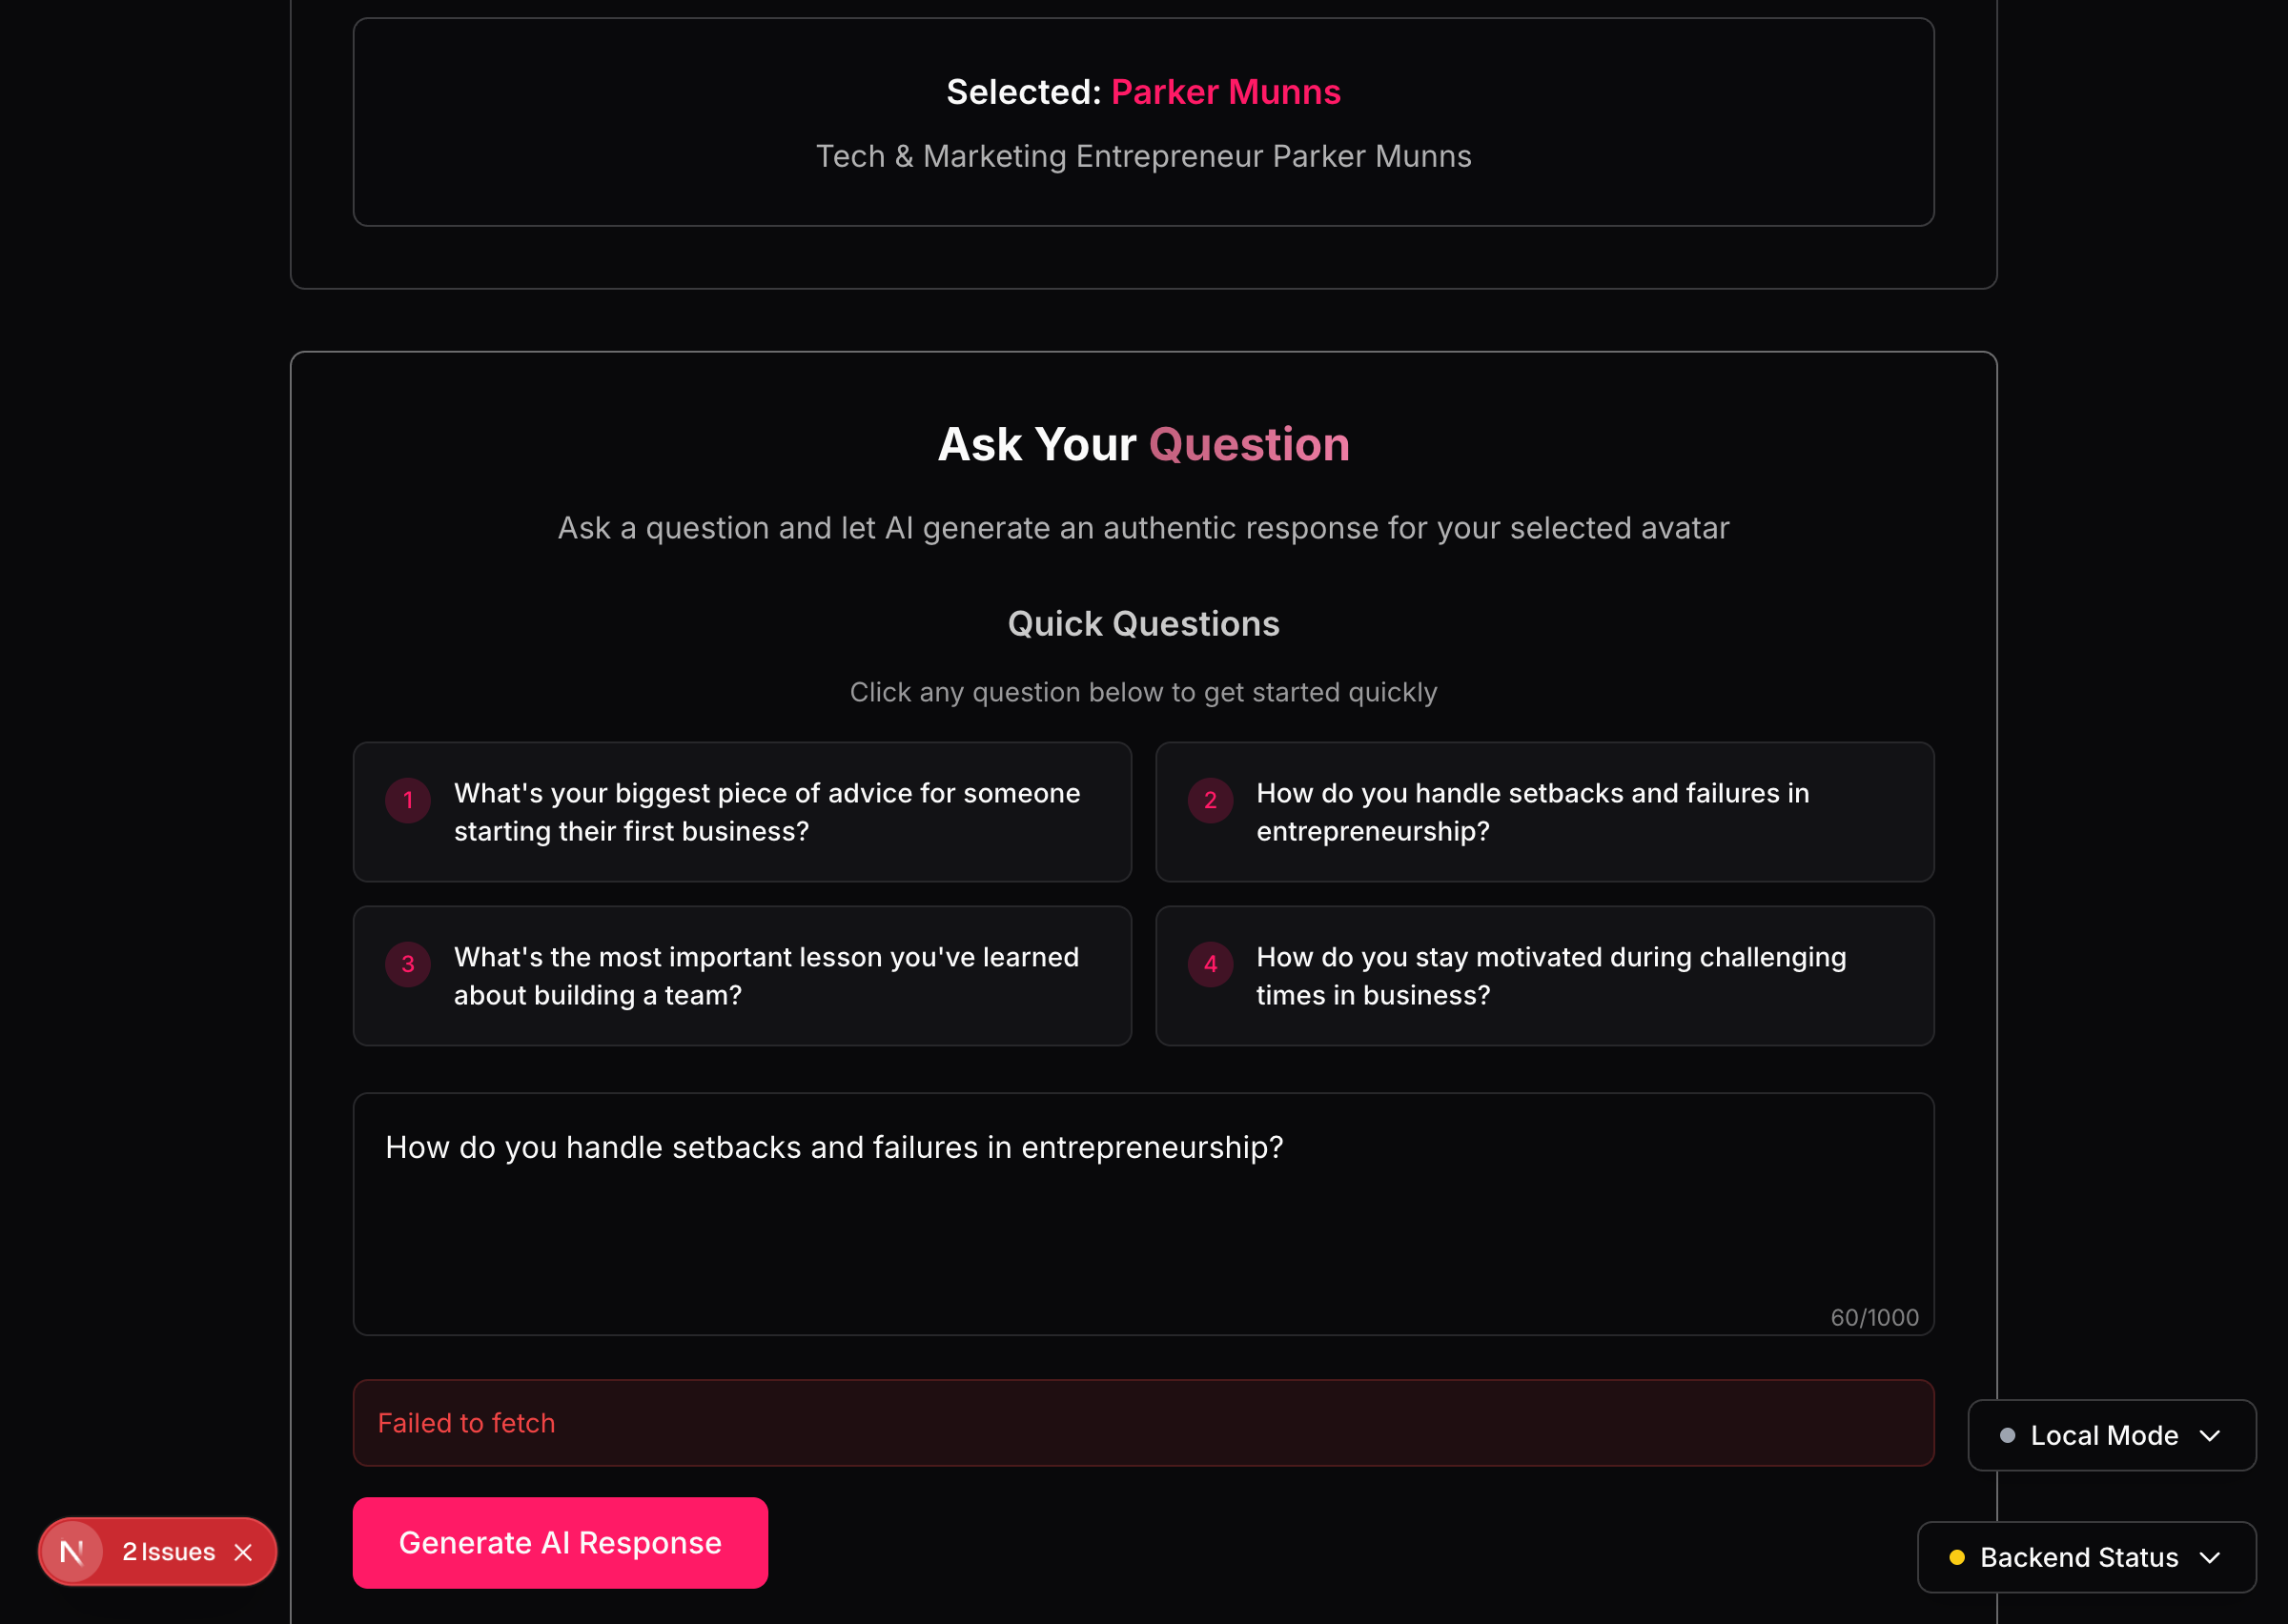 Selected: Parker Munns
Tech & Marketing Entrepreneur Parker Munns
Ask Your Question
Ask a question and let AI generate an authentic response for your selected avatar
Quick Questions
Click any question below to get started quickly
1
What's your biggest piece of advice for someone
starting their first business?
2
How do you handle setbacks and failures in
entrepreneurship?
3
What's the most important lesson you've learned
about building a team?
4
How do you stay motivated during challenging
times in business?
How do you handle setbacks and failures in entrepreneurship?
60/1000
Failed to fetch
Local Mode
Generate AI Response
N 2 Issues
Backend Status